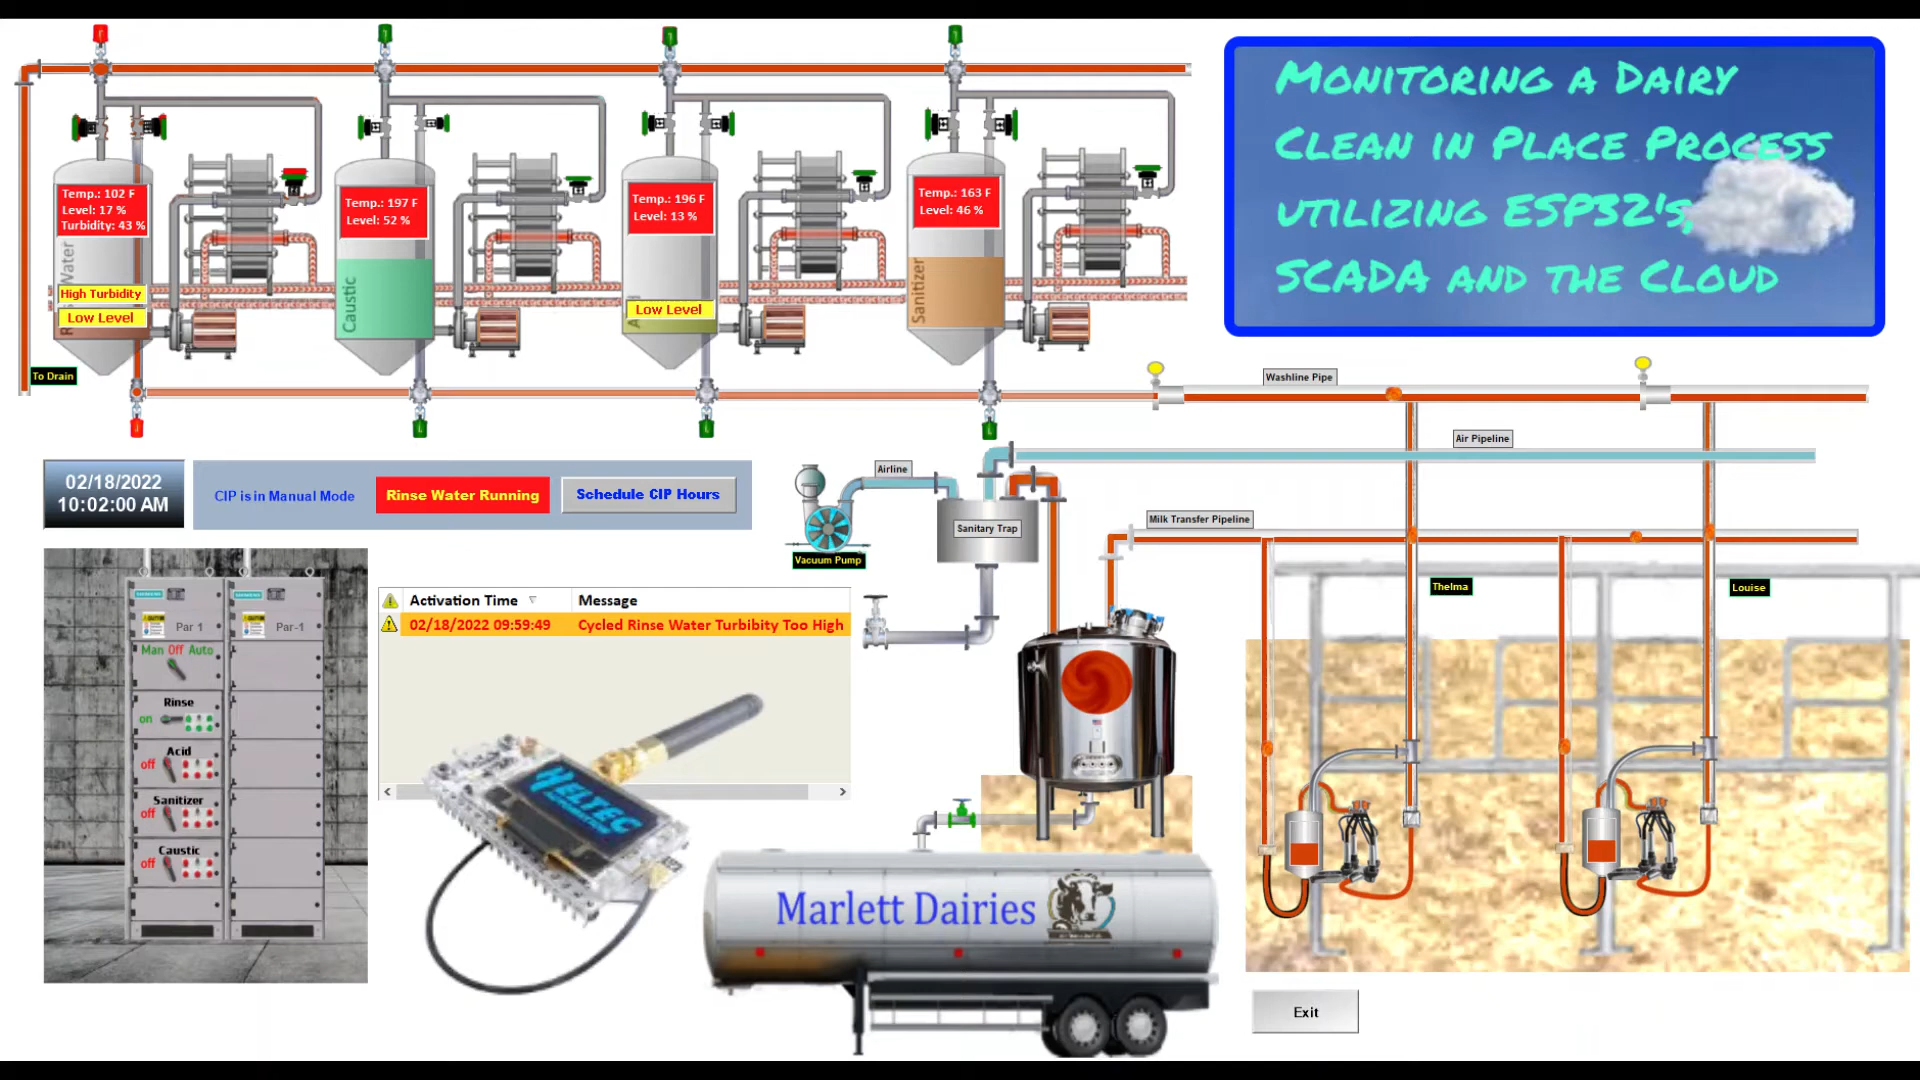 Monitoring a Dairy
Clean in Place Process
utilizing ESP32's,
SCADA and the Cloud
Temp.: 102 F
Level: 17 %
Turbidity: 43 %
Water
High Turbidity
Low Level
Temp.: 197 F
Level: 52 %
Caustic
Temp.: 196 F
Level: 13 %
Low Level
Temp.: 163 F
Level: 46 %
Sanitizer
To Drain
Washline Pipe
Air Pipeline
02/18/2022
10:02:00 AM
CIP is in Manual Mode
Rinse Water Running
Schedule CIP Hours
Airline
Sanitary Trap
Vacuum Pump
Milk Transfer Pipeline
Thelma
Louise
Activation Time
Message
02/18/2022 09:59:49
Cycled Rinse Water Turbibity Too High
SIEMENS
SIEMENS
Par 1
Par-1
Man Off Auto
Rinse
on
Acid
off
Sanitizer
off
Caustic
off
HELTEC
Marlett Dairies
Exit